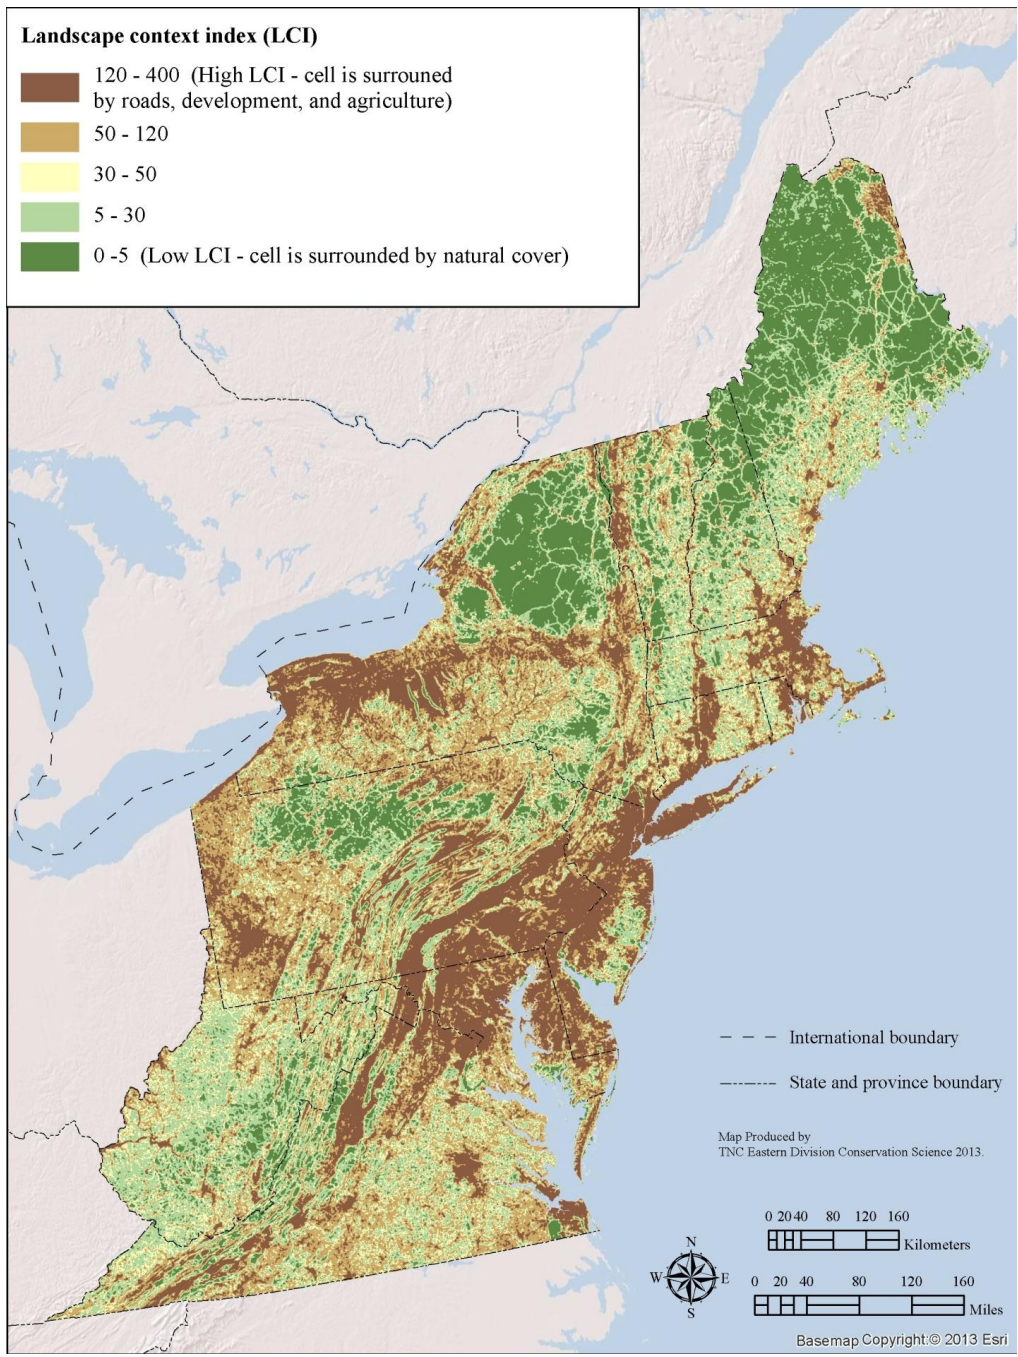 Landscape context index (LCI)
120 - 400 (High LCI - cell is surrouned
by roads, development, and agriculture)
50 - 120
30 - 50
5 - 30
0 -5 (Low LCI - cell is surrounded by natural cover)
International boundary
State and province boundary
Map Produced by
TNC Eastern Division Conservation Science 2013.
0 20 40 80 120 160
Kilometers
N
W E
S
0 20 40 80 120 160
Miles
Basemap Copyright:© 2013 Esri